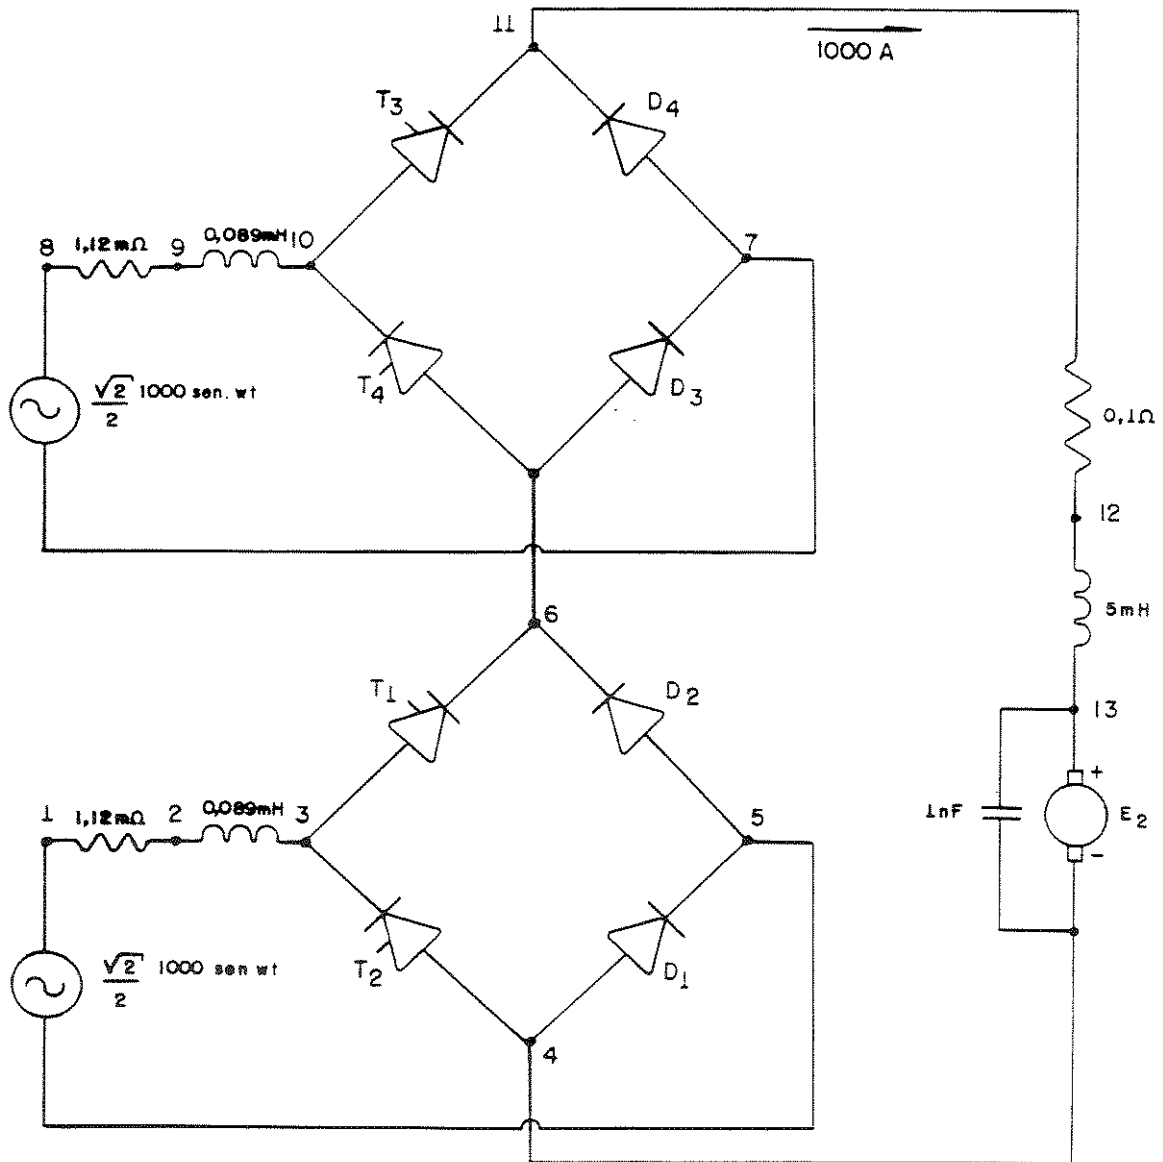 11
1000 A
T3
D4
8
1,12mΩ
9
0,089mH
10
7
√2/2 1000 sen. wt
T4
D3
0,1Ω
12
5mH
6
T1
D2
13
1
1,12mΩ
2
0,089mH
3
5
1nF
+
E2
-
√2/2 1000 sen wt
T2
D1
4